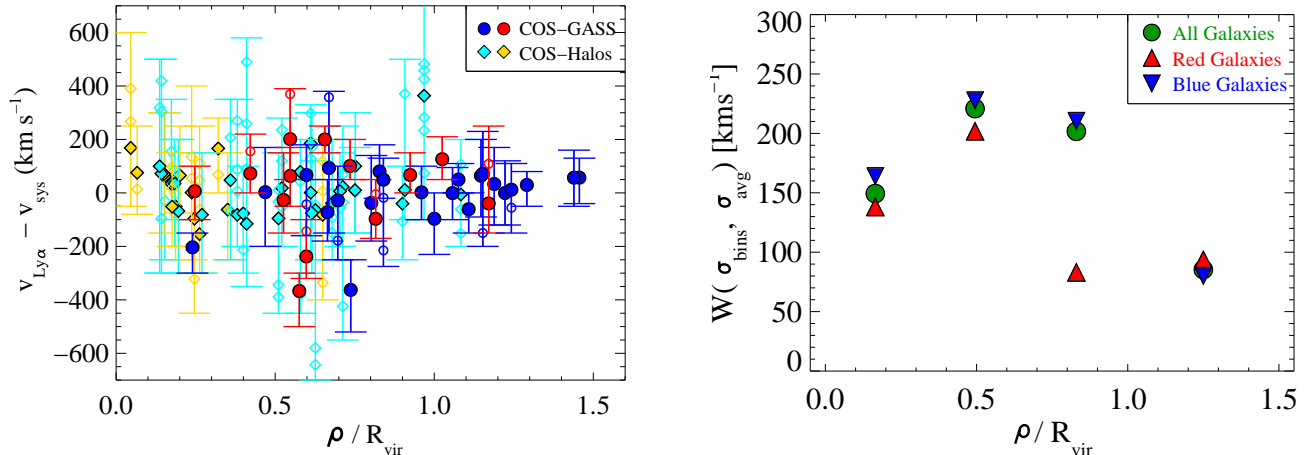 COS−GASS
COS−Halos
v_Lyα − v_sys (km s⁻¹)
600
400
200
0
−200
−400
−600
0.0 0.5 1.0 1.5
ρ / R_vir
All Galaxies
Red Galaxies
Blue Galaxies
W( σ_bins, σ_avg) [kms⁻¹]
300
250
200
150
100
50
0
0.0 0.5 1.0 1.5
ρ / R_vir